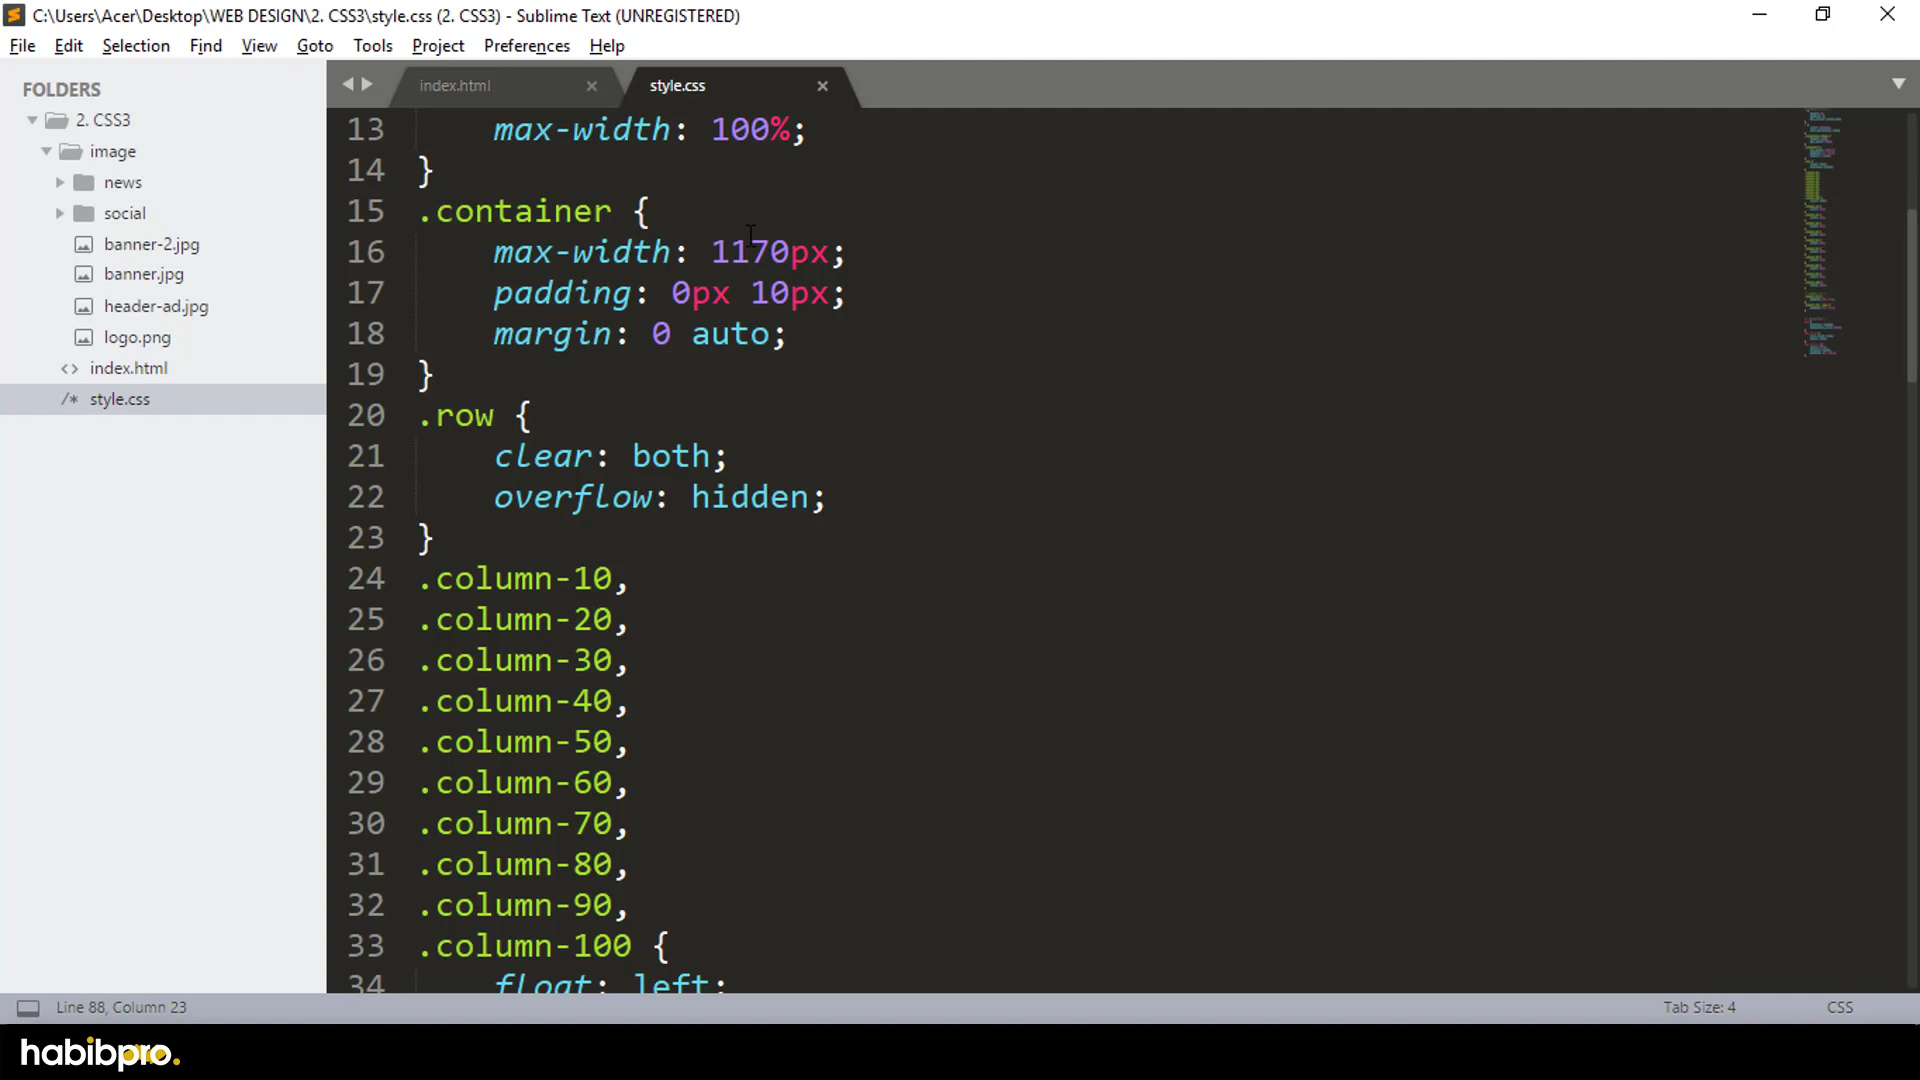 C:\Users\Acer\Desktop\WEB DESIGN\2. CSS3\style.css (2. CSS3) - Sublime Text (UNREGISTERED)
File Edit Selection Find View Goto Tools Project Preferences Help
FOLDERS
2. CSS3
image
news
social
banner-2.jpg
banner.jpg
header-ad.jpg
logo.png
<> index.html
/* style.css
index.html style.css
13 max-width: 100%;
14 }
15 .container {
16 max-width: 1170px;
17 padding: 0px 10px;
18 margin: 0 auto;
19 }
20 .row {
21 clear: both;
22 overflow: hidden;
23 }
24 .column-10,
25 .column-20,
26 .column-30,
27 .column-40,
28 .column-50,
29 .column-60,
30 .column-70,
31 .column-80,
32 .column-90,
33 .column-100 {
34 float: left;
Line 88, Column 23 Tab Size: 4 CSS
habibpro.